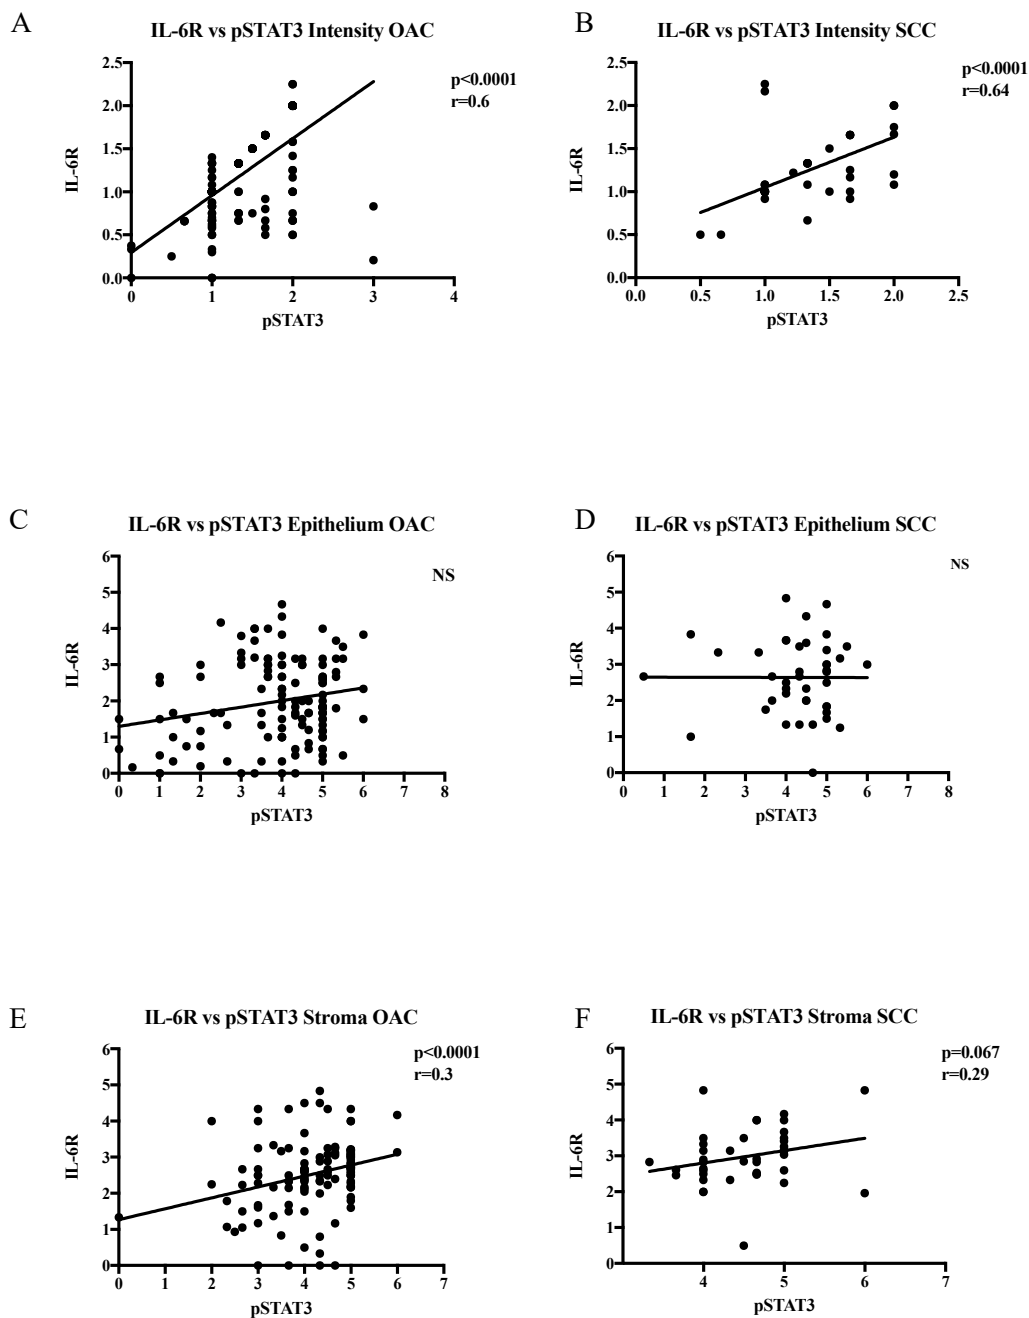 A
IL-6R vs pSTAT3 Intensity OAC
p<0.0001
r=0.6
2.5
2.0
1.5
1.0
0.5
0.0
IL-6R
0 1 2 3 4
pSTAT3
B
IL-6R vs pSTAT3 Intensity SCC
p<0.0001
r=0.64
2.5
2.0
1.5
1.0
0.5
0.0
IL-6R
0.0 0.5 1.0 1.5 2.0 2.5
pSTAT3
C
IL-6R vs pSTAT3 Epithelium OAC
NS
6
5
4
3
2
1
0
IL-6R
0 1 2 3 4 5 6 7 8
pSTAT3
D
IL-6R vs pSTAT3 Epithelium SCC
NS
6
5
4
3
2
1
0
IL-6R
0 1 2 3 4 5 6 7 8
pSTAT3
E
IL-6R vs pSTAT3 Stroma OAC
p<0.0001
r=0.3
6
5
4
3
2
1
0
IL-6R
0 1 2 3 4 5 6 7
pSTAT3
F
IL-6R vs pSTAT3 Stroma SCC
p=0.067
r=0.29
6
5
4
3
2
1
0
IL-6R
4 5 6 7
pSTAT3